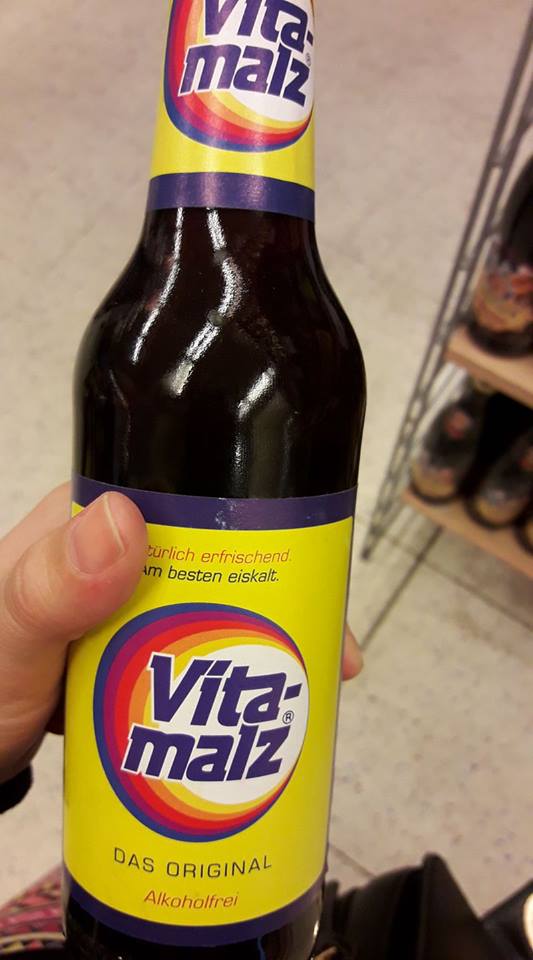 Vita-
malz®
türlich erfrischend.
Am besten eiskalt.
Vita-
malz®
DAS ORIGINAL
Alkoholfrei